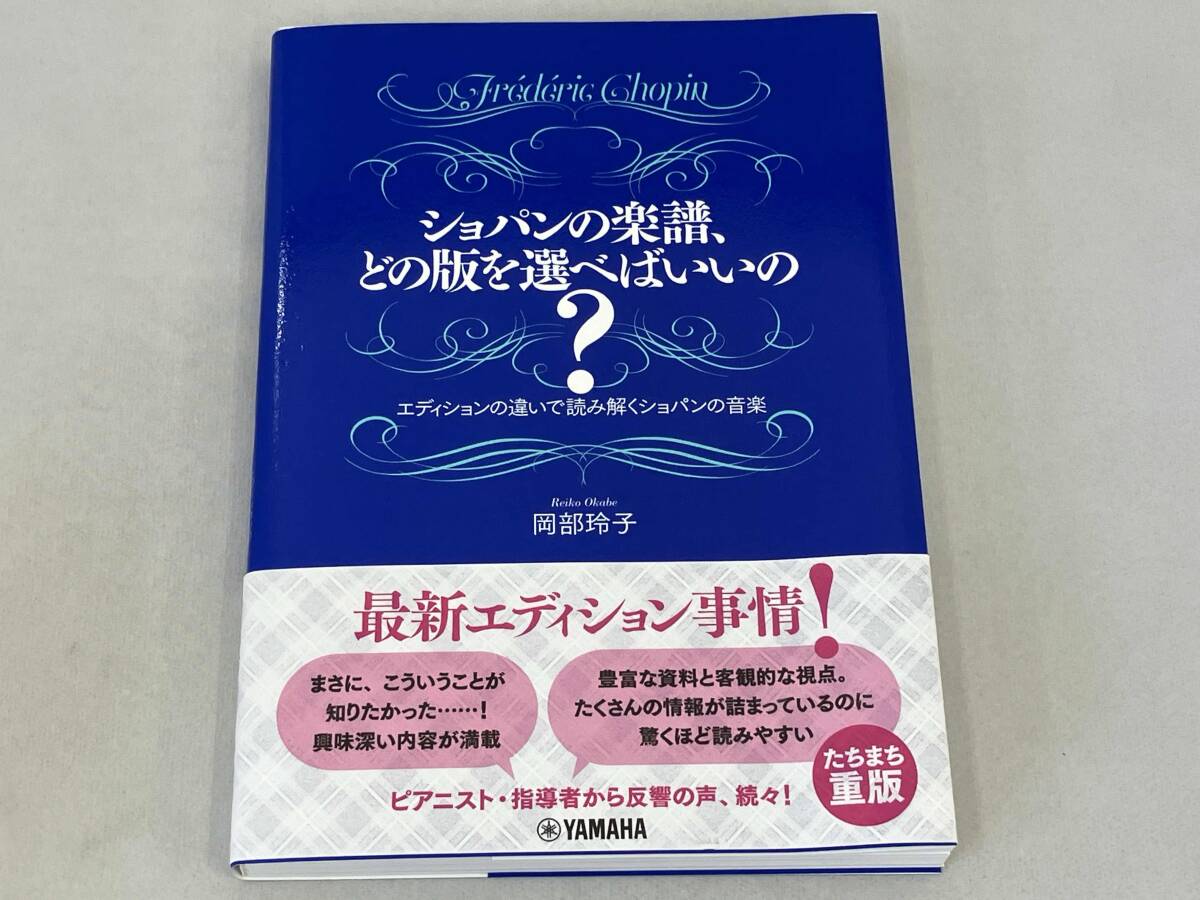 Frédéric Chopin
ショパンの楽譜、
どの版を選べばいいの
?
エディションの違いで読み解くショパンの音楽
Reiko Okabe
岡部玲子
最新エディション事情!
まさに、こういうことが
知りたかった……!
興味深い内容が満載
豊富な資料と客観的な視点。
たくさんの情報が詰まっているのに
驚くほど読みやすい
たちまち
重版
ピアニスト・指導者から反響の声、続々!
YAMAHA